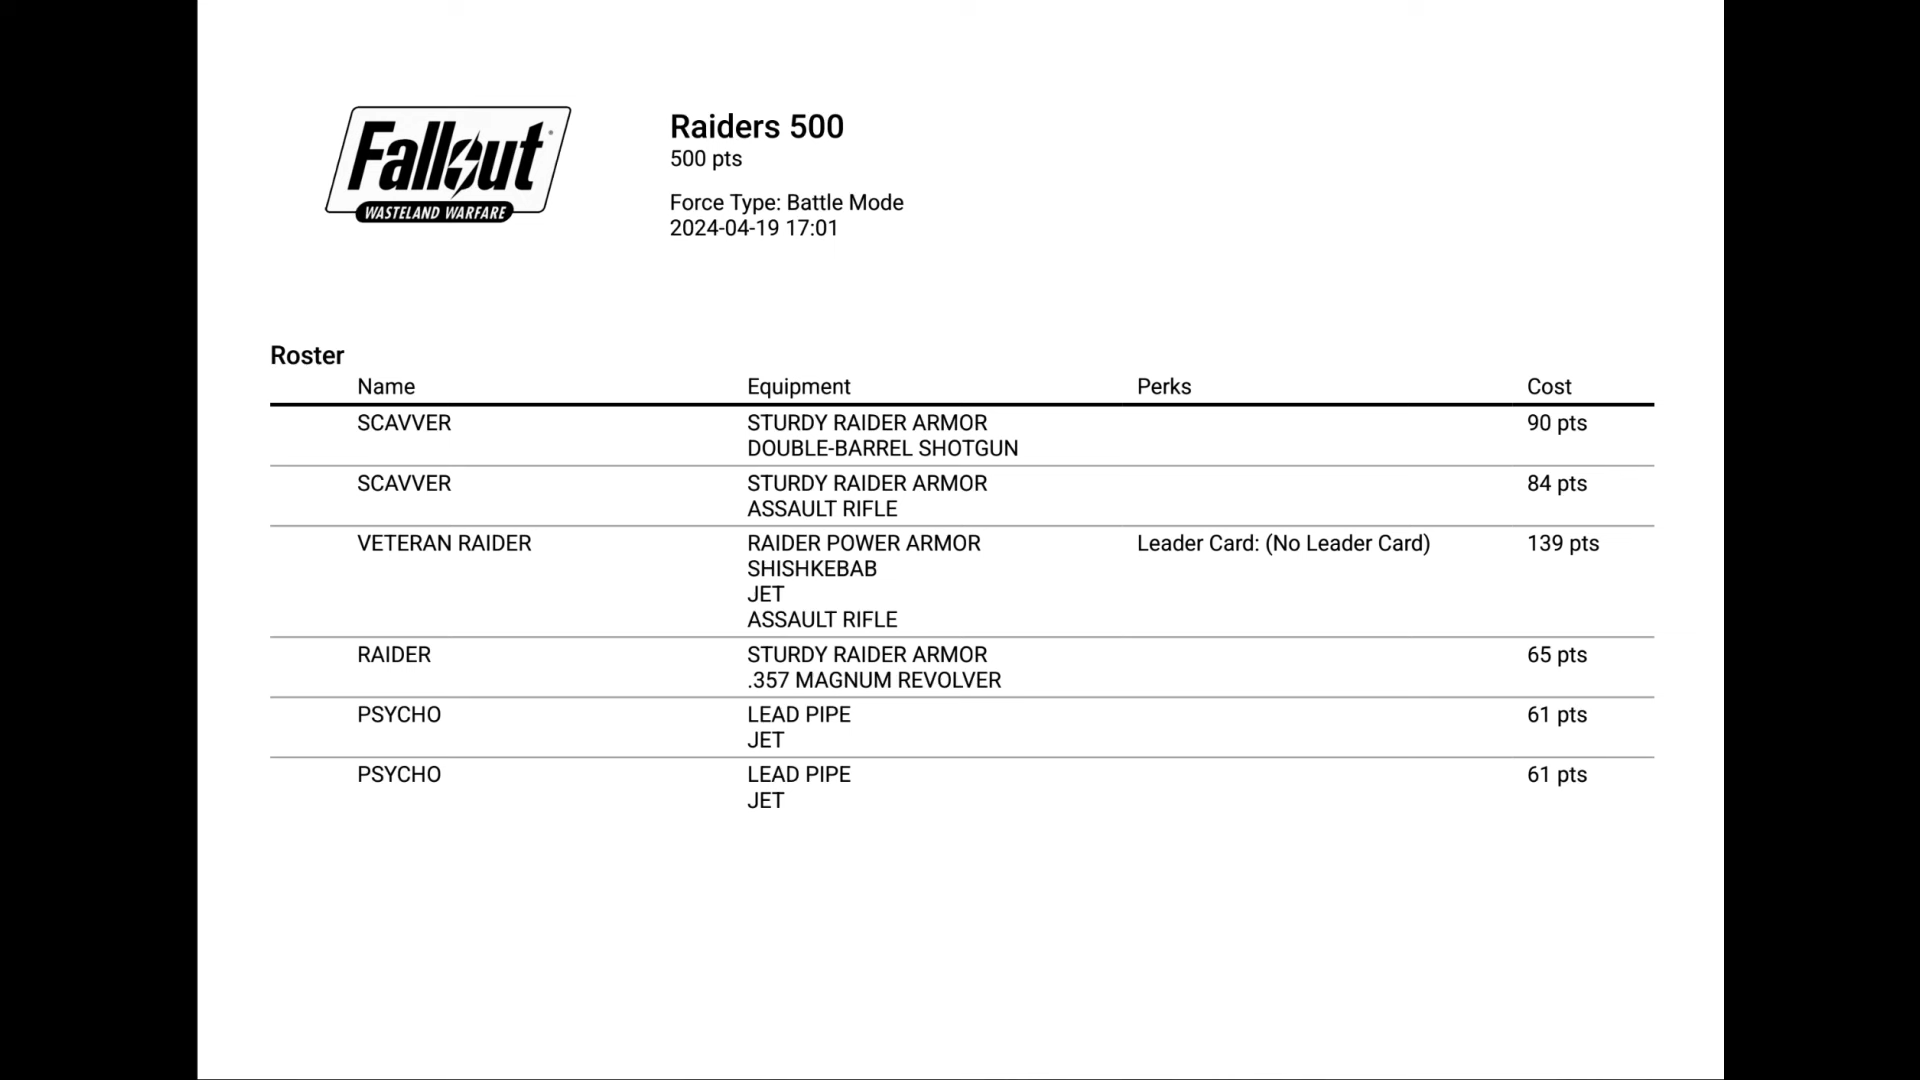 Fallout
WASTELAND WARFARE
Raiders 500
500 pts
Force Type: Battle Mode
2024-04-19 17:01
Roster
Name Equipment Perks Cost
SCAVVER STURDY RAIDER ARMOR 90 pts
DOUBLE-BARREL SHOTGUN
SCAVVER STURDY RAIDER ARMOR 84 pts
ASSAULT RIFLE
VETERAN RAIDER RAIDER POWER ARMOR Leader Card: (No Leader Card) 139 pts
SHISHKEBAB
JET
ASSAULT RIFLE
RAIDER STURDY RAIDER ARMOR 65 pts
.357 MAGNUM REVOLVER
PSYCHO LEAD PIPE 61 pts
JET
PSYCHO LEAD PIPE 61 pts
JET